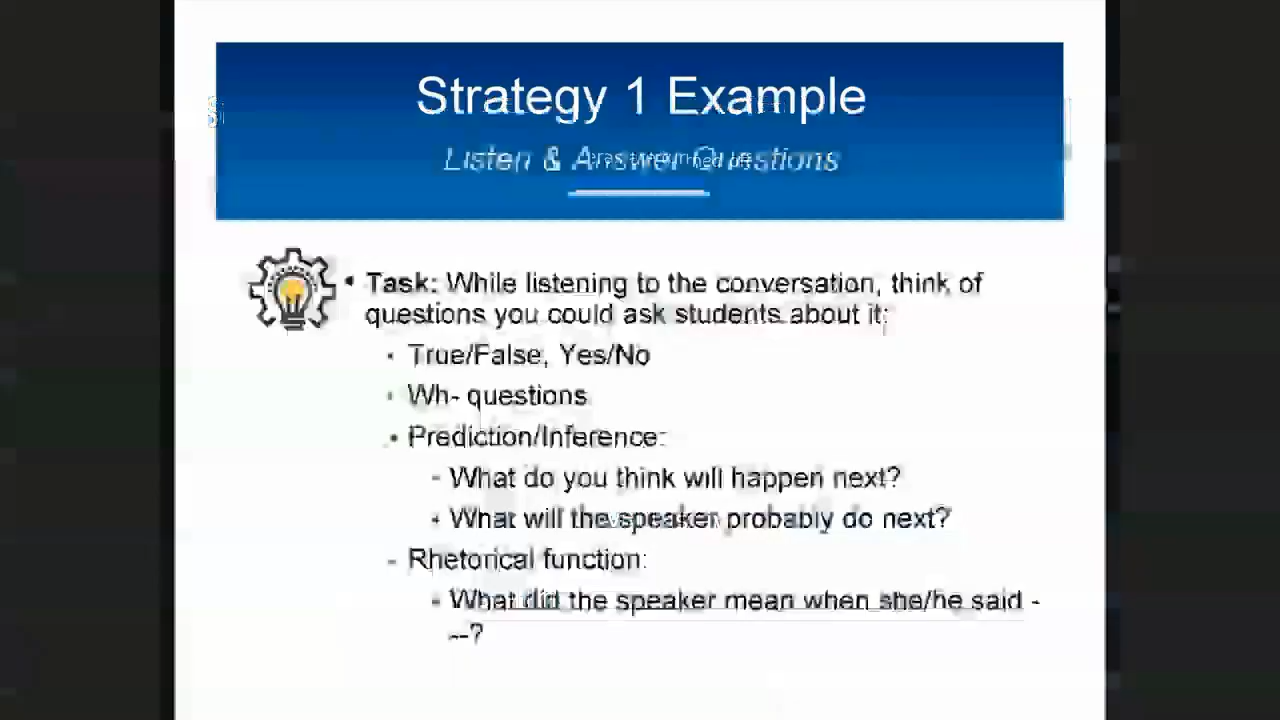 Strategy 1 Example
Listen & Answer Questions
• Task: While listening to the conversation, think of
questions you could ask students about it:
• True/False, Yes/No
• Wh- questions
• Prediction/Inference:
- What do you think will happen next?
- What will the speaker probably do next?
- Rhetorical function:
- What did the speaker mean when she/he said -
--?